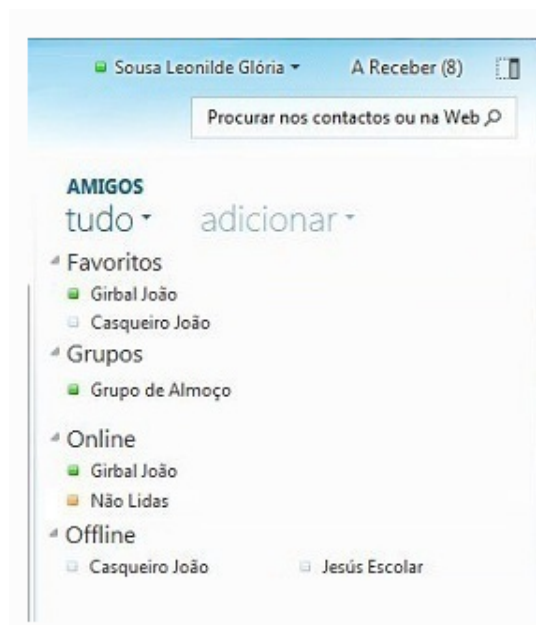 Sousa Leonilde Glória A Receber (8)
Procurar nos contactos ou na Web
AMIGOS
tudo adicionar
Favoritos
Girbal João
Casqueiro João
Grupos
Grupo de Almoço
Online
Girbal João
Não Lidas
Offline
Casqueiro João Jesús Escolar